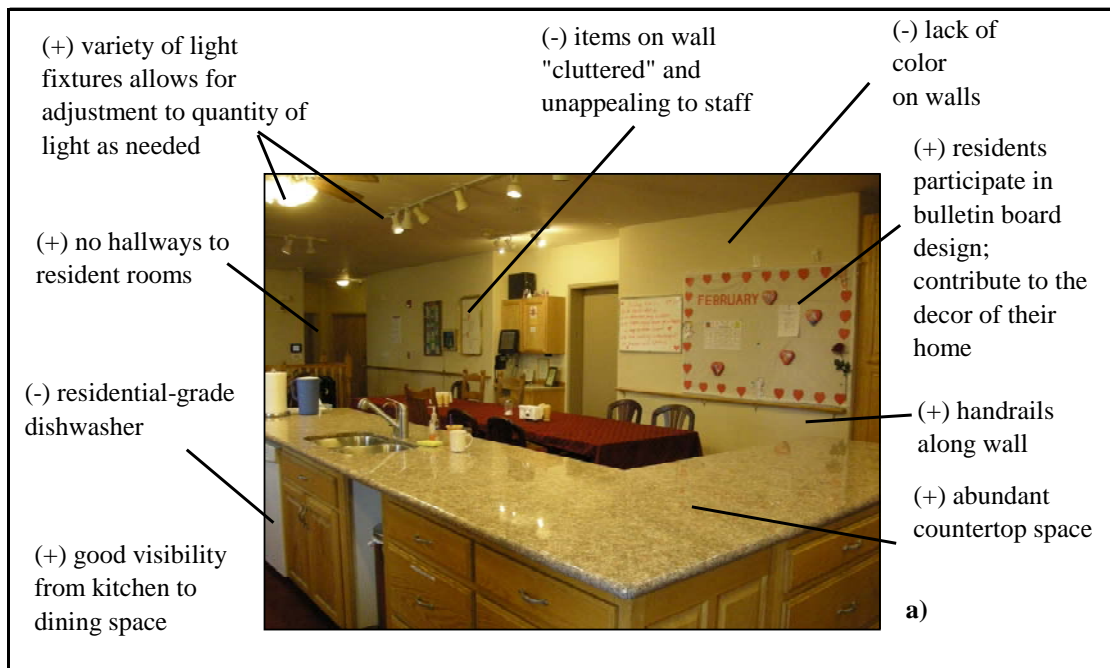 (+) variety of light
fixtures allows for
adjustment to quantity of
light as needed
(-) items on wall
"cluttered" and
unappealing to staff
(-) lack of
color
on walls
(+) residents
participate in
bulletin board
design;
contribute to the
decor of their
home
(+) no hallways to
resident rooms
FEBRUARY
(-) residential-grade
dishwasher
(+) handrails
along wall
(+) abundant
countertop space
(+) good visibility
from kitchen to
dining space
a)